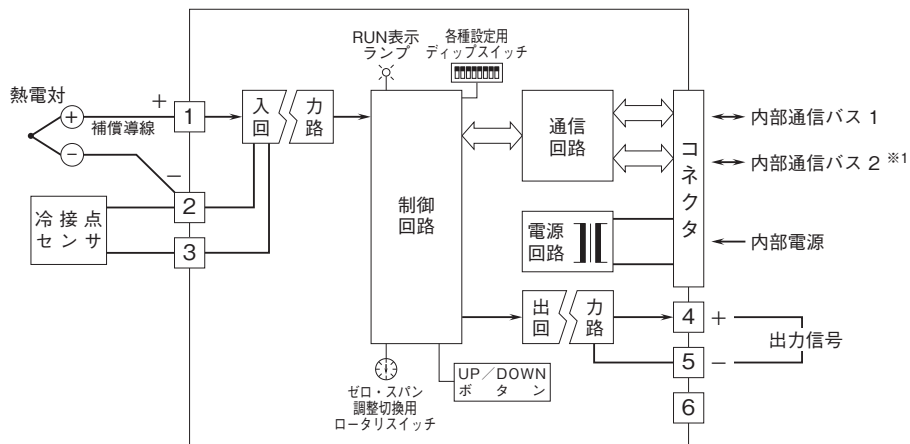 RUN表示
ランプ
各種設定用
ディップスイッチ
熱電対
+
+
補償導線
1
入力
回路
通信
回路
コネクタ
内部通信バス 1
内部通信バス 2 ※1
−
−
2
冷接点
センサ
3
制御
回路
電源
回路
内部電源
出力
回路
4
+
出力信号
5
−
6
ゼロ・スパン
調整切換用
ロータリスイッチ
UP/DOWN
ボタン